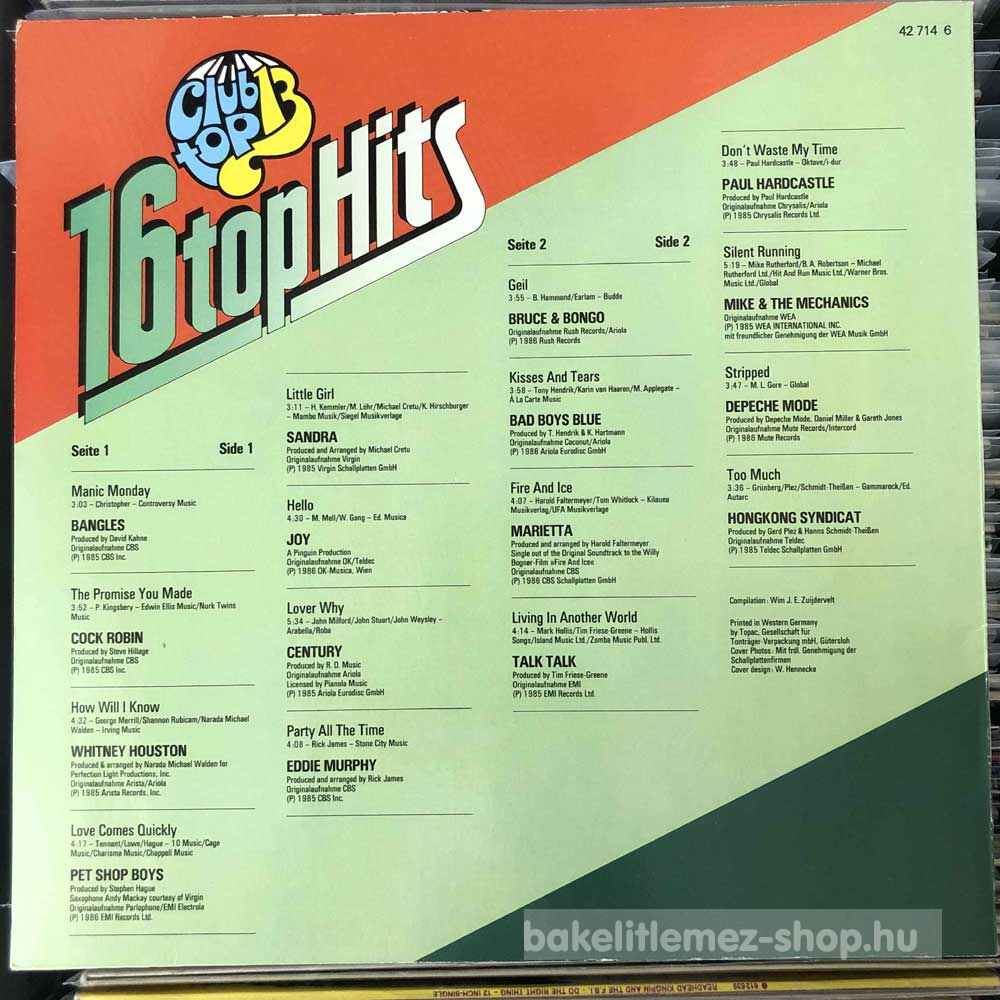 42 714 6
Club
top 13
16 top Hits
Seite 1 Side 1
Manic Monday
3:03 – Christopher – Controversy Music
BANGLES
Produced by David Kahne
Originalaufnahme CBS
(P) 1985 CBS Inc.
The Promise You Made
3:52 – P. Kingsbery – Edwin Ellis Music/Nurk Twins
Music
COCK ROBIN
Produced by Steve Hillage
Originalaufnahme CBS
(P) 1985 CBS Inc.
How Will I Know
4:32 – George Merrill/Shannon Rubicam/Narada Michael
Walden – Irving Music
WHITNEY HOUSTON
Produced & arranged by Narada Michael Walden for
Perfection Light Productions, Inc.
Originalaufnahme Arista/Ariola
(P) 1985 Arista Records, Inc.
Love Comes Quickly
4:17 – Tennant/Lowe/Hague – 10 Music/Cage
Music/Charisma Music/Chappell Music
PET SHOP BOYS
Produced by Stephen Hague
Saxophone Andy Mackay courtesy of Virgin
Originalaufnahme Parlophone/EMI Electrola
(P) 1986 EMI Records Ltd.
Little Girl
3:11 – H. Kemmler/M. Löhr/Michael Cretu/K. Hirschburger
– Mambo Musik/Siegel Musikverlage
SANDRA
Produced and Arranged by Michael Cretu
Originalaufnahme Virgin
(P) 1985 Virgin Schallplatten GmbH
Hello
4:30 – M. Mell/W. Gang – Ed. Musica
JOY
A Pinguin Production
Originalaufnahme OK/Teldec
(P) 1986 OK-Musica, Wien
Lover Why
5:34 – John Milford/John Stuart/John Weysley –
Arabella/Roba
CENTURY
Produced by R. D. Music
Originalaufnahme Ariola
Licensed by Pianola Music
(P) 1985 Ariola Eurodisc GmbH
Party All The Time
4:08 – Rick James – Stone City Music
EDDIE MURPHY
Produced and arranged by Rick James
Originalaufnahme CBS
(P) 1985 CBS Inc.
Seite 2 Side 2
Geil
3:55 – B. Hammond/Earlam – Budde
BRUCE & BONGO
Originalaufnahme Rush Records/Ariola
(P) 1986 Rush Records
Kisses And Tears
3:58 – Tony Hendrik/Karin van Haaren/M. Applegate –
À La Carte Music
BAD BOYS BLUE
Produced by T. Hendrik & K. Hartmann
Originalaufnahme Coconut/Ariola
(P) 1986 Ariola Eurodisc GmbH
Fire And Ice
4:07 – Harold Faltermeyer/Tom Whitlock – Kilauea
Musikverlag/UFA Musikverlage
MARIETTA
Produced and arranged by Harold Faltermeyer
Single out of the Original Soundtrack to the Willy
Bogner-Film »Fire And Ice«
Originalaufnahme CBS
(P) 1986 CBS Schallplatten GmbH
Living In Another World
4:14 – Mark Hollis/Tim Friese-Greene – Hollis
Songs/Island Music Ltd./Zomba Music Publ. Ltd.
TALK TALK
Produced by Tim Friese-Greene
Originalaufnahme EMI
(P) 1985 EMI Records Ltd.
Don't Waste My Time
3:48 – Paul Hardcastle – Oktave/i-dur
PAUL HARDCASTLE
Produced by Paul Hardcastle
Originalaufnahme Chrysalis/Ariola
(P) 1985 Chrysalis Records Ltd.
Silent Running
5:19 – Mike Rutherford/B. A. Robertson – Michael
Rutherford Ltd./Hit And Run Music Ltd./Warner Bros.
Music Ltd./Global
MIKE & THE MECHANICS
Originalaufnahme WEA
(P) 1985 WEA INTERNATIONAL INC.
mit freundlicher Genehmigung der WEA Musik GmbH
Stripped
3:47 – M. L. Gore – Global
DEPECHE MODE
Produced by Depeche Mode, Daniel Miller & Gareth Jones
Originalaufnahme Mute Records/Intercord
(P) 1986 Mute Records
Too Much
3:36 – Grünberg/Plez/Schmidt-Theißen – Gammarock/Ed.
Autarc
HONGKONG SYNDICAT
Produced by Gerd Plez & Hanns Schmidt-Theißen
Originalaufnahme Teldec
(P) 1985 Teldec Schallplatten GmbH
Compilation: Wim J. E. Zuijdervelt
Printed in Western Germany
by Topac, Gesellschaft für
Tonträger-Verpackung mbH, Gütersloh
Cover Photos: Mit frdl. Genehmigung der
Schallplattenfirmen
Cover design: W. Hennecke
bakelitlemez-shop.hu
READHEAD KINGPIN AND THE F.B.I. - DO THE RIGHT THING - 12 INCH-SINGLE
612639